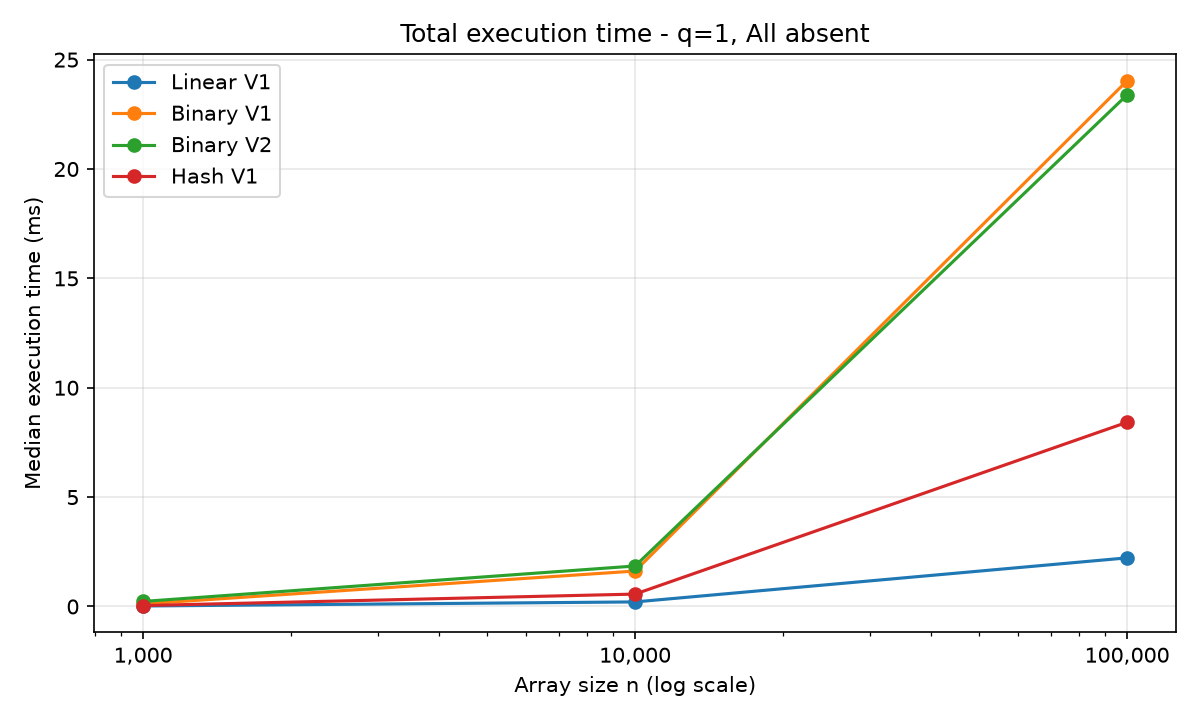 Total execution time - q=1, All absent
Linear V1
Binary V1
Binary V2
Hash V1
Median execution time (ms)
25
20
15
10
5
0
1,000
10,000
100,000
Array size n (log scale)